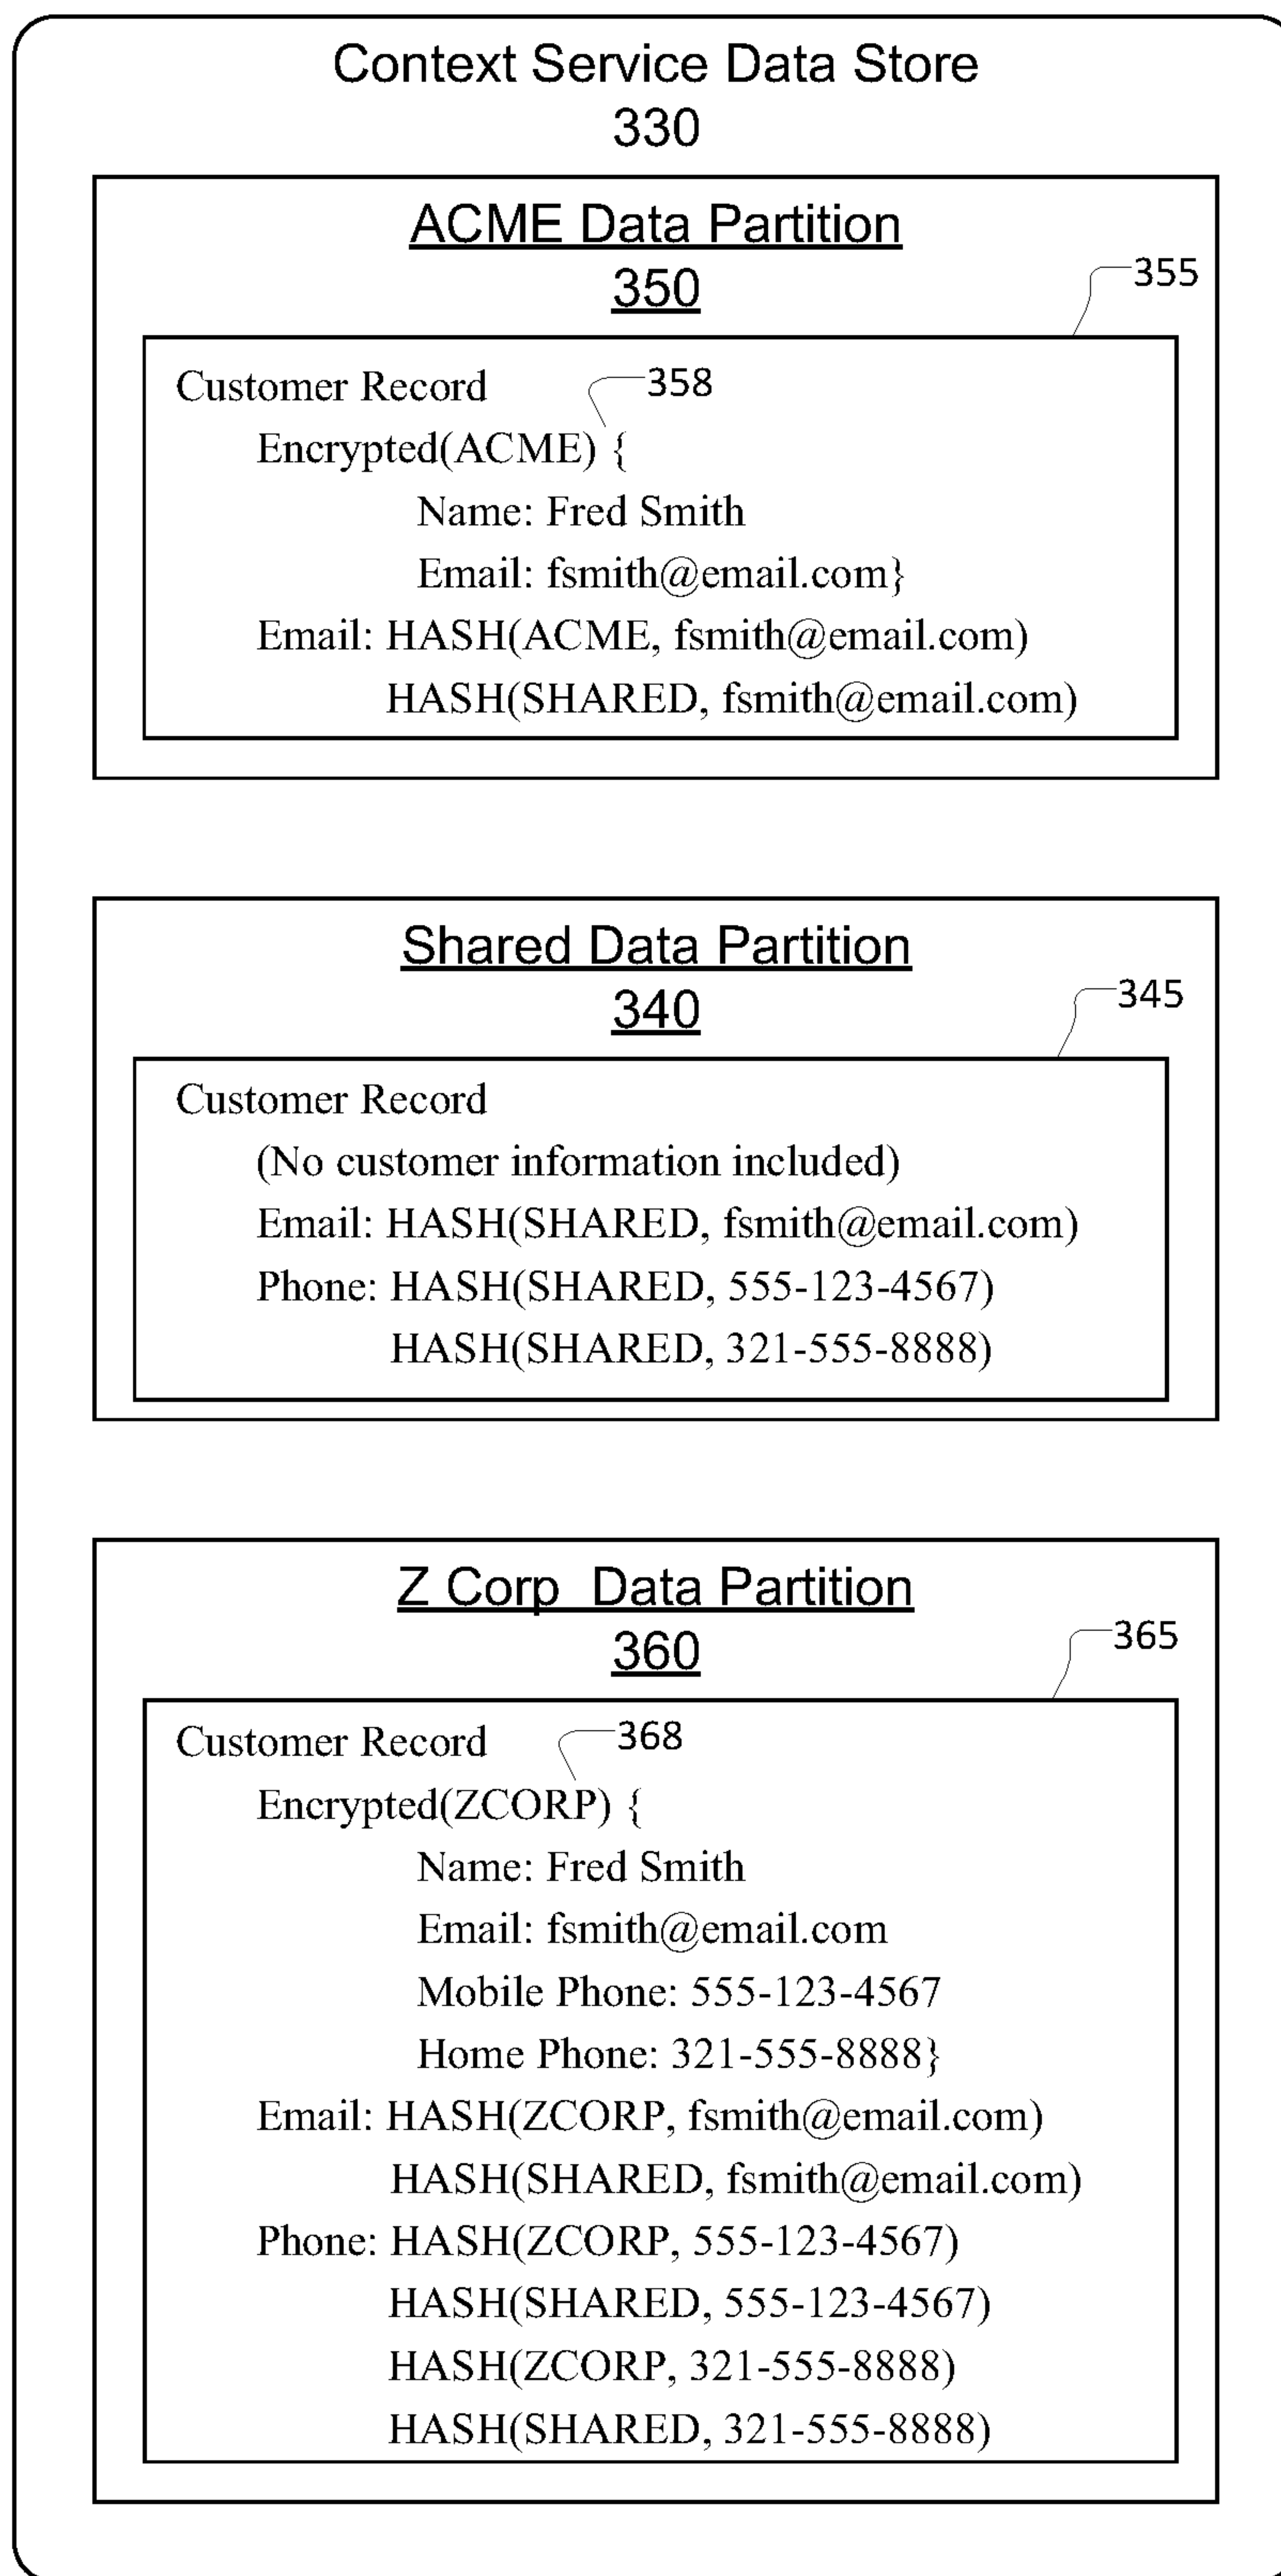 Context Service Data Store
330
ACME Data Partition
350
355
Customer Record
358
Encrypted(ACME) {
Name: Fred Smith
Email: fsmith@email.com}
Email: HASH(ACME, fsmith@email.com)
HASH(SHARED, fsmith@email.com)
Shared Data Partition
340
345
Customer Record
(No customer information included)
Email: HASH(SHARED, fsmith@email.com)
Phone: HASH(SHARED, 555-123-4567)
HASH(SHARED, 321-555-8888)
Z Corp Data Partition
360
365
Customer Record
368
Encrypted(ZCORP) {
Name: Fred Smith
Email: fsmith@email.com
Mobile Phone: 555-123-4567
Home Phone: 321-555-8888}
Email: HASH(ZCORP, fsmith@email.com)
HASH(SHARED, fsmith@email.com)
Phone: HASH(ZCORP, 555-123-4567)
HASH(SHARED, 555-123-4567)
HASH(ZCORP, 321-555-8888)
HASH(SHARED, 321-555-8888)